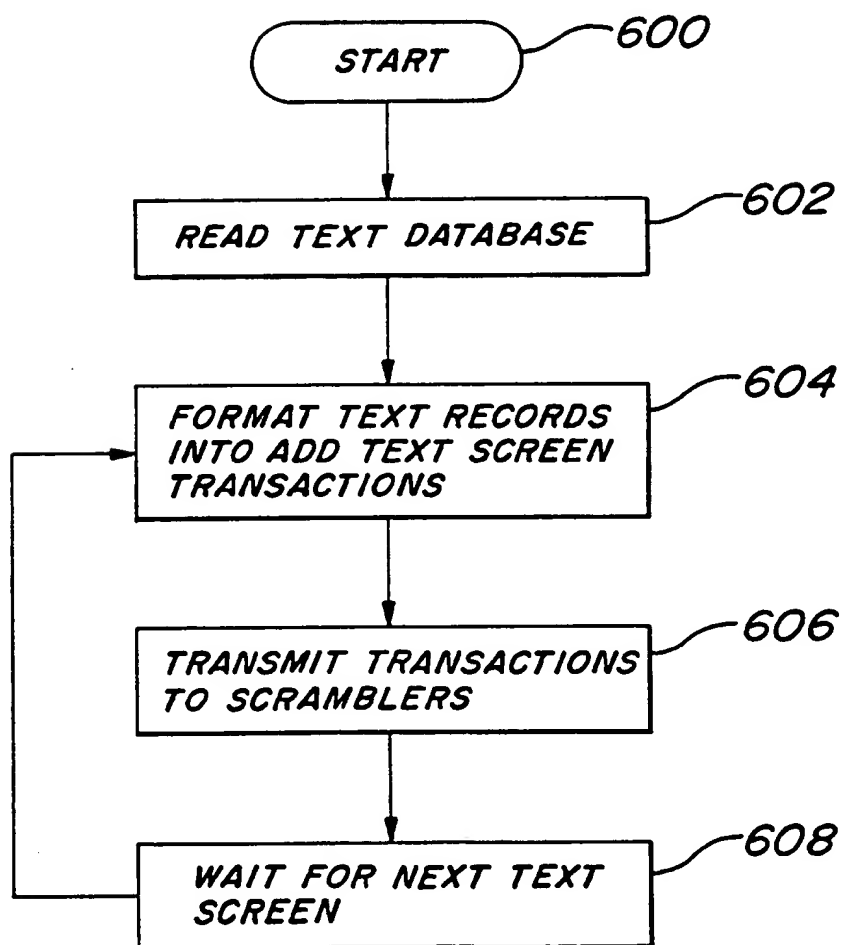 START
600
602
READ TEXT DATABASE
604
FORMAT TEXT RECORDS
INTO ADD TEXT SCREEN
TRANSACTIONS
606
TRANSMIT TRANSACTIONS
TO SCRAMBLERS
608
WAIT FOR NEXT TEXT
SCREEN